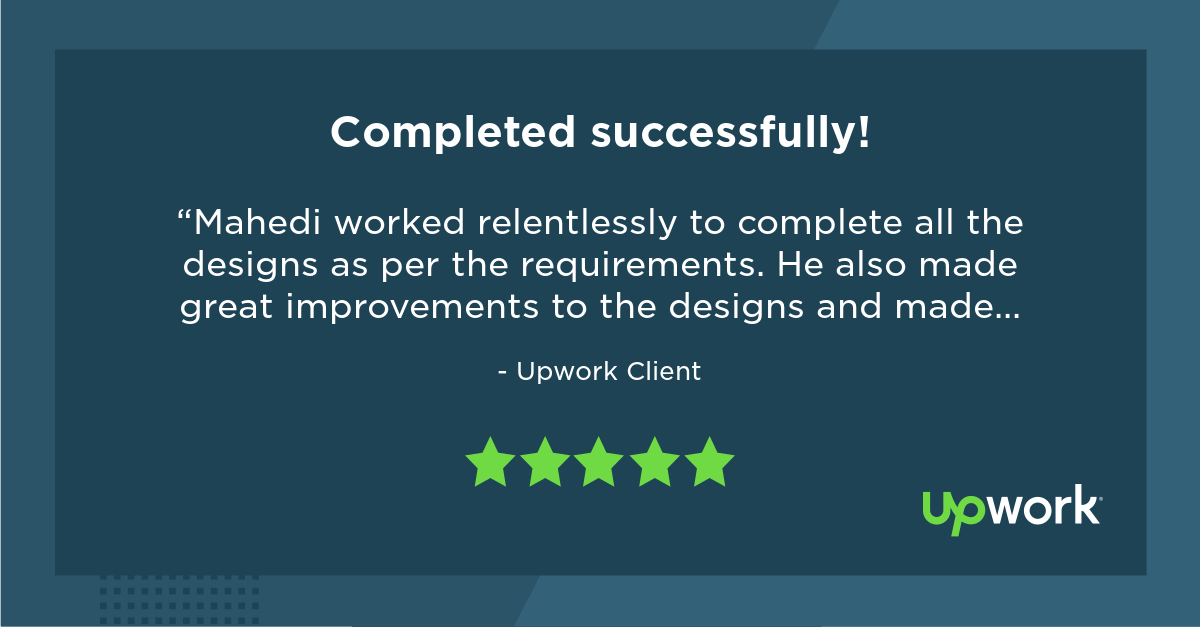 Completed successfully!
“Mahedi worked relentlessly to complete all the
designs as per the requirements. He also made
great improvements to the designs and made...
- Upwork Client
upwork